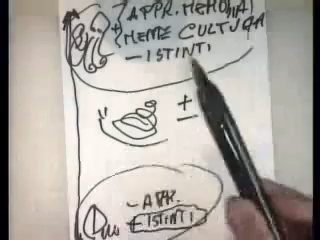 + APPR. MEMORIA
+ MEME CULTURA
- ISTINTI
+
-
- APPR.
+ ISTINTI